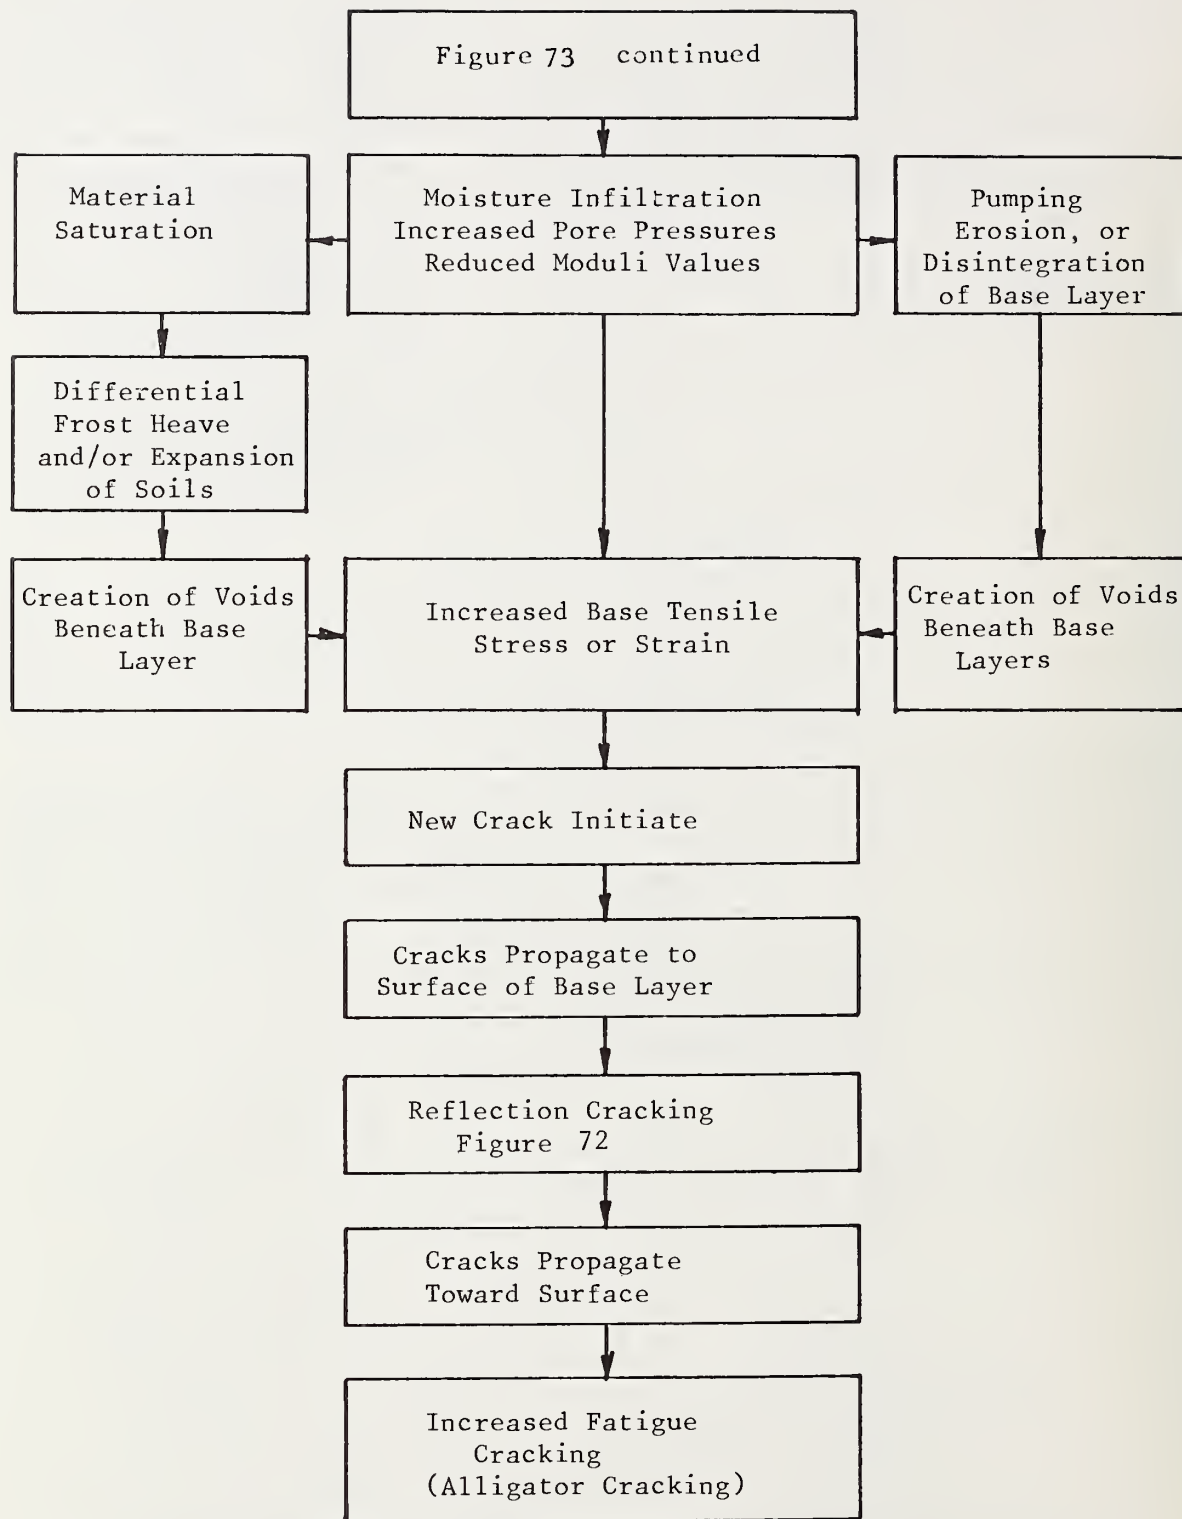 Figure 73 continued
Material
Saturation
Moisture Infiltration
Increased Pore Pressures
Reduced Moduli Values
Pumping
Erosion, or
Disintegration
of Base Layer
Differential
Frost Heave
and/or Expansion
of Soils
Creation of Voids
Beneath Base
Layer
Increased Base Tensile
Stress or Strain
Creation of Voids
Beneath Base
Layers
New Crack Initiate
Cracks Propagate to
Surface of Base Layer
Reflection Cracking
Figure 72
Cracks Propagate
Toward Surface
Increased Fatigue
Cracking
(Alligator Cracking)